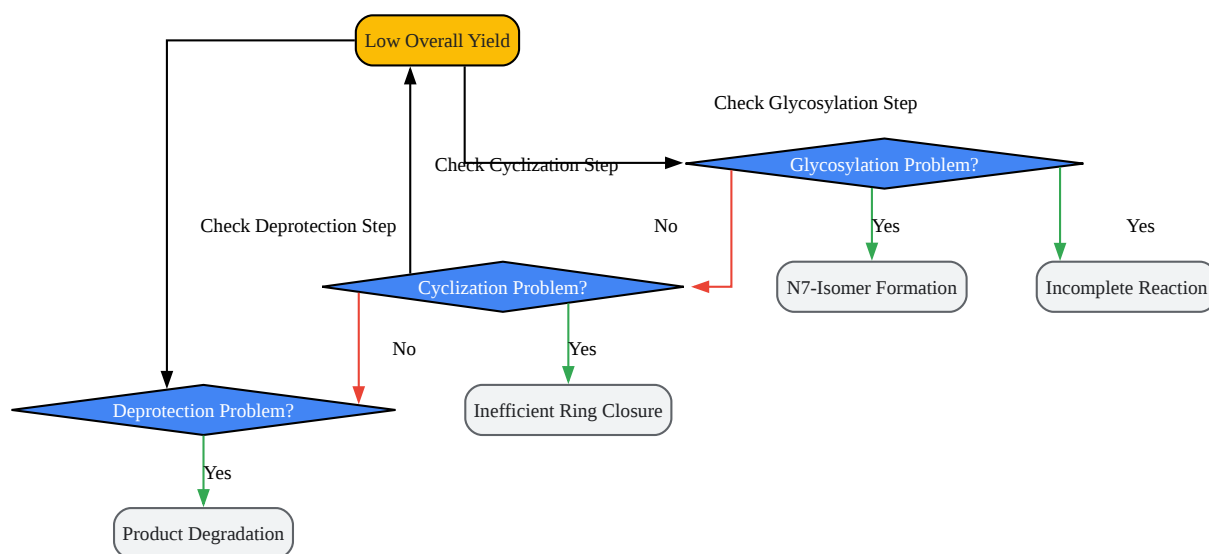 Low Overall Yield
Check Glycosylation Step
Check Cyclization Step
Glycosylation Problem?
Check Deprotection Step
No
Yes
Yes
Cyclization Problem?
N7-Isomer Formation
Incomplete Reaction
No
Yes
Deprotection Problem?
Inefficient Ring Closure
Yes
Product Degradation